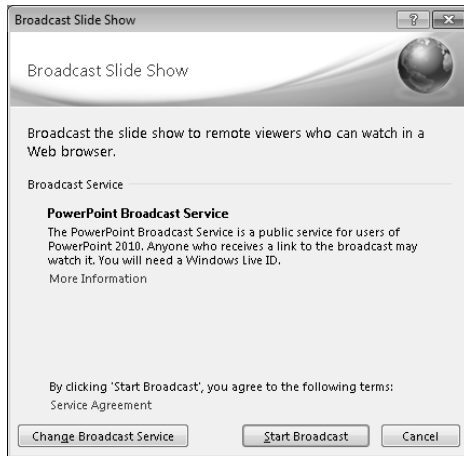 Broadcast Slide Show
Broadcast Slide Show
Broadcast the slide show to remote viewers who can watch in a
Web browser.
Broadcast Service
PowerPoint Broadcast Service
The PowerPoint Broadcast Service is a public service for users of
PowerPoint 2010. Anyone who receives a link to the broadcast may
watch it. You will need a Windows Live ID.
More Information
By clicking 'Start Broadcast', you agree to the following terms:
Service Agreement
Change Broadcast Service Start Broadcast Cancel